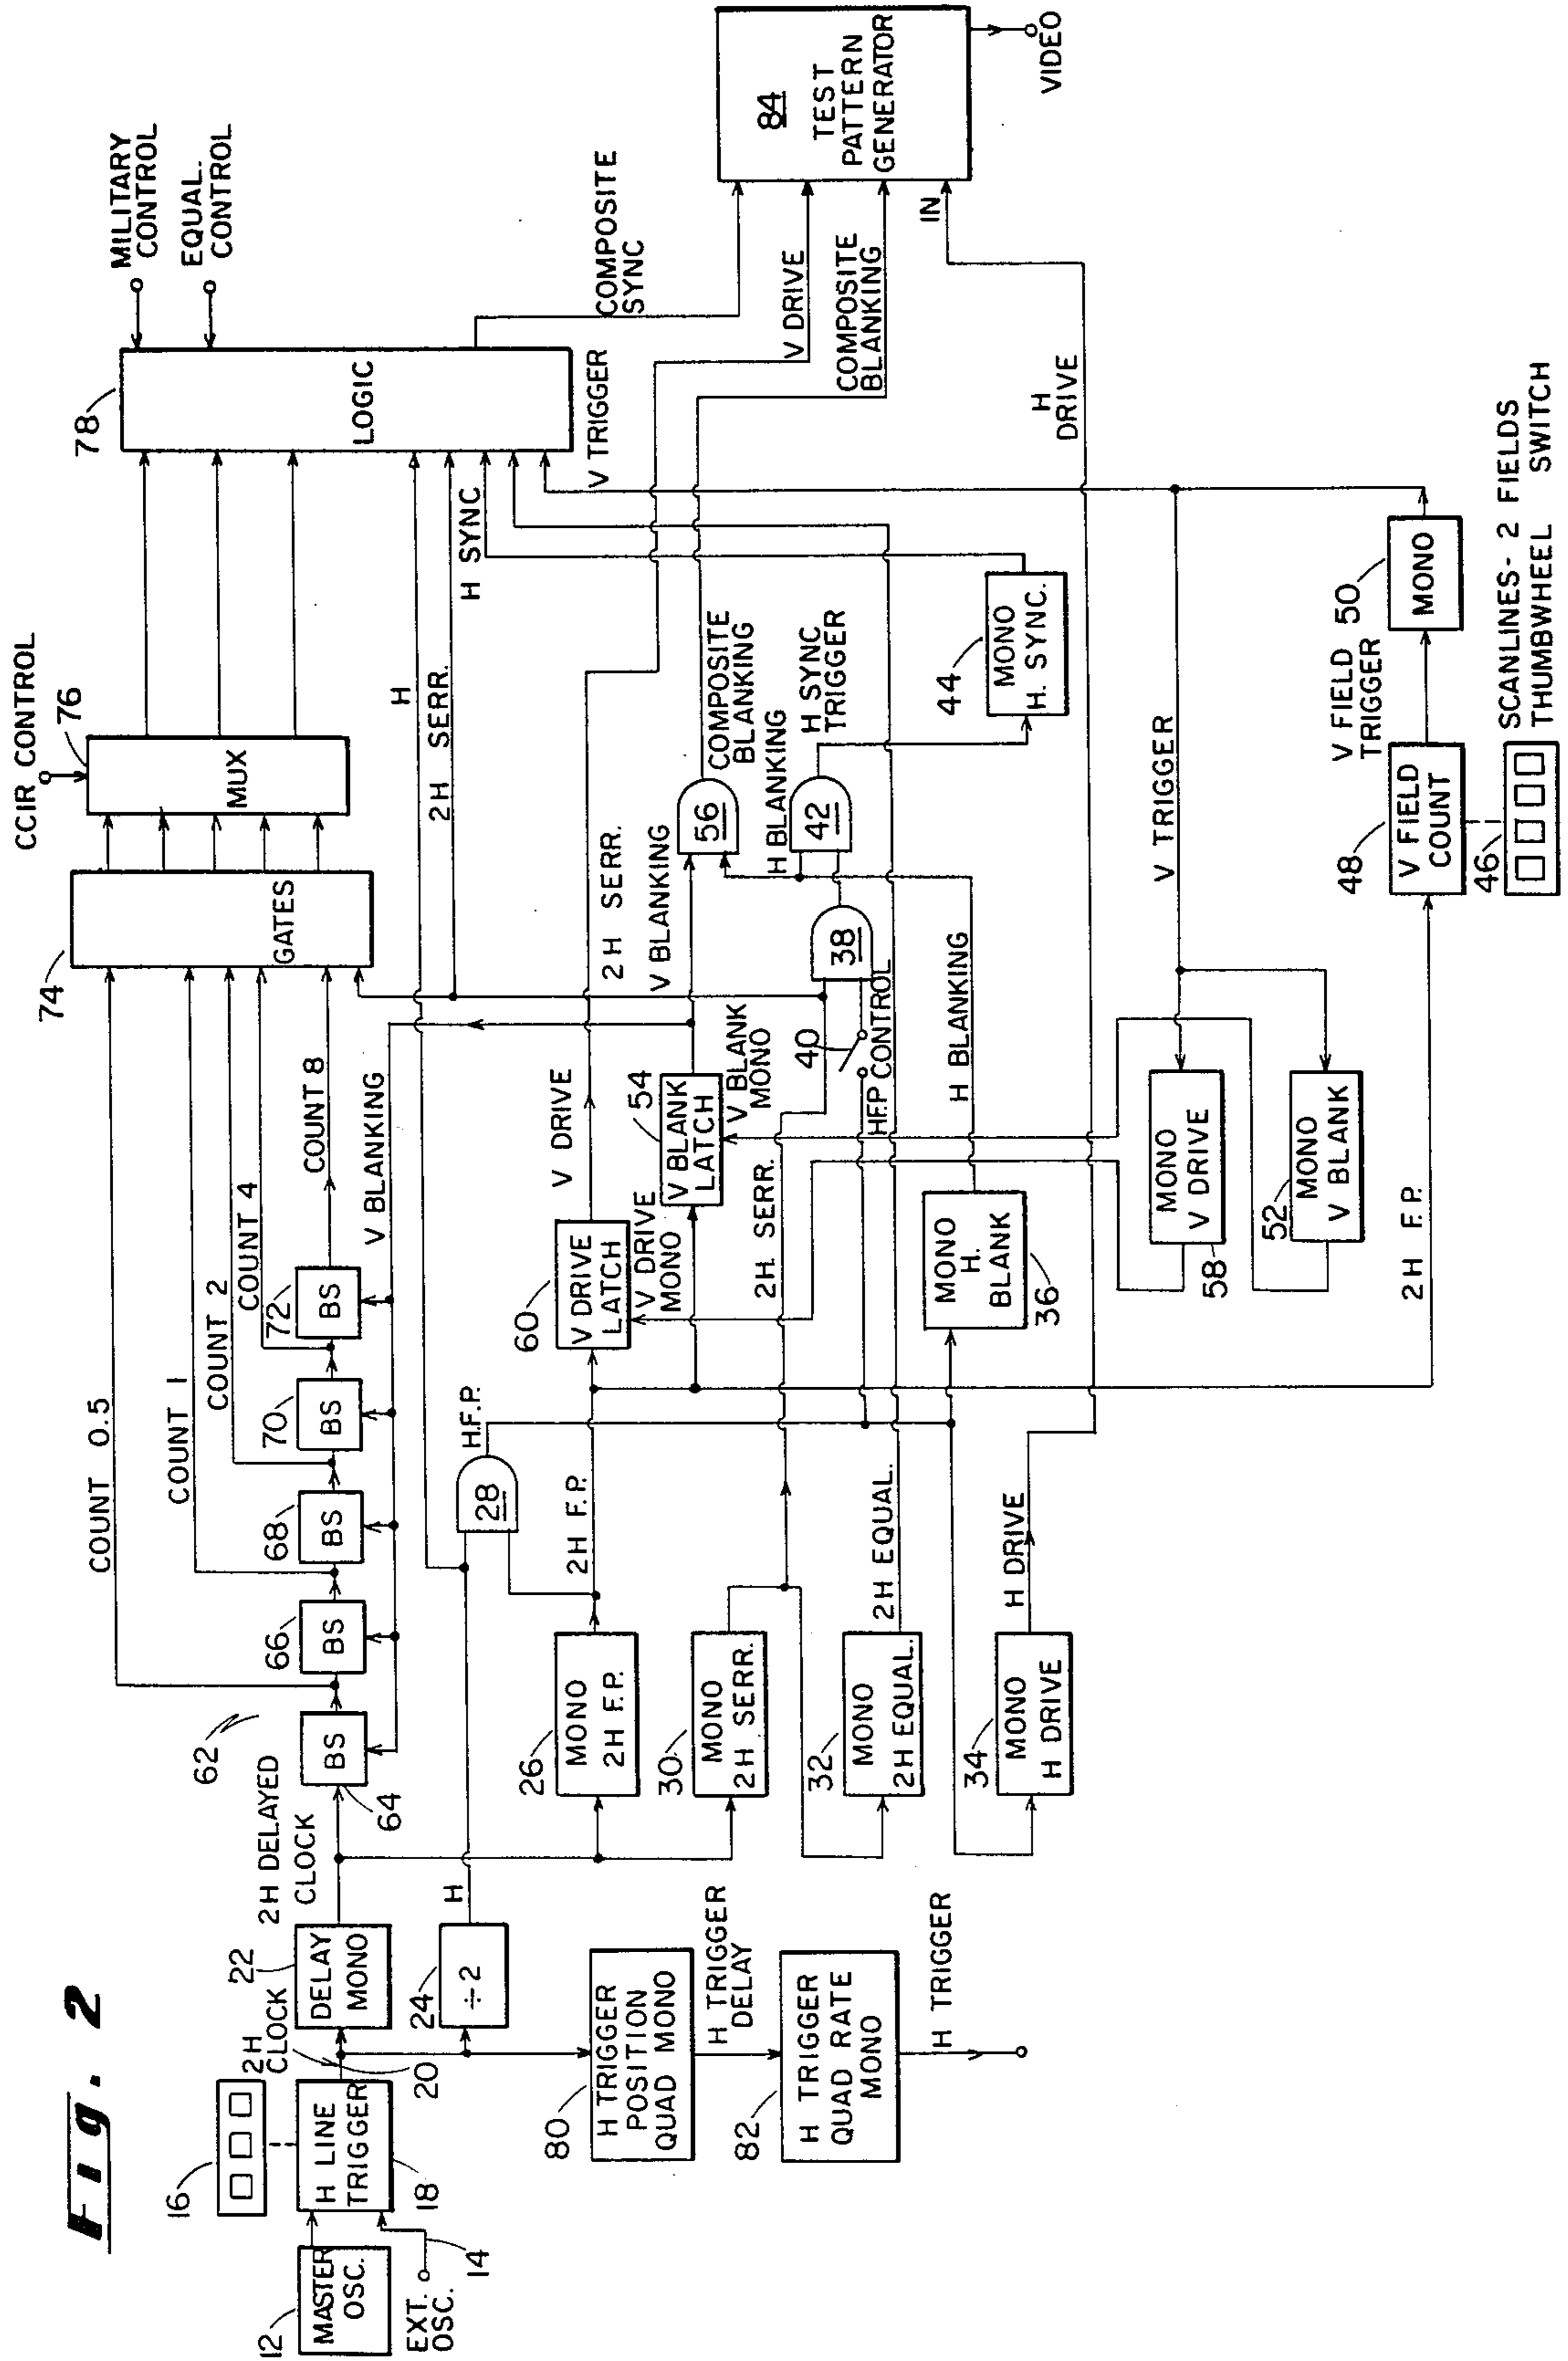 Fig. 2
12
MASTER
OSC.
EXT.
OSC.
14
16
H LINE
TRIGGER
18
2H
CLOCK
20
22
DELAY
MONO
24
÷2
H
80
H TRIGGER
POSITION
QUAD MONO
H TRIGGER
DELAY
82
H TRIGGER
QUAD RATE
MONO
H TRIGGER
2H DELAYED
CLOCK
62
64
BS
66
BS
68
BS
70
BS
72
BS
COUNT 0.5
COUNT 1
COUNT 2
COUNT 4
COUNT 8
V BLANKING
26
MONO
2H F.P.
30
MONO
2H SERR.
32
MONO
2H EQUAL.
34
MONO
H DRIVE
28
H.F.P.
2H F.P.
2H EQUAL.
H DRIVE
60
V DRIVE
LATCH
V DRIVE
MONO
V DRIVE
54
V BLANK
LATCH
V BLANK
MONO
2H. SERR.
40
HFP CONTROL
36
MONO
H.
BLANK
H BLANKING
58
MONO
V DRIVE
52
MONO
V BLANK
2H F.P.
74
GATES
CCIR CONTROL
76
MUX
H
2H SERR.
2H SERR.
V BLANKING
38
56
42
COMPOSITE
BLANKING
H BLANKING
H SYNC
TRIGGER
44
MONO
H. SYNC.
V TRIGGER
48
V FIELD
COUNT
V FIELD
TRIGGER
46
SCANLINES- 2 FIELDS
THUMBWHEEL SWITCH
50
MONO
78
LOGIC
H SYNC
V TRIGGER
MILITARY
CONTROL
EQUAL.
CONTROL
COMPOSITE
SYNC
V DRIVE
COMPOSITE
BLANKING
H
DRIVE
IN
84
TEST
PATTERN
GENERATOR
VIDEO